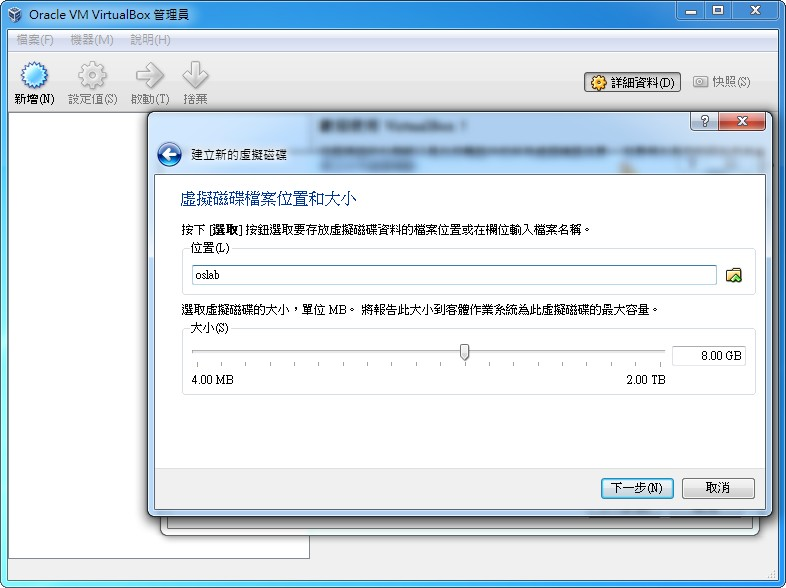 Oracle VM VirtualBox 管理員
檔案(F) 機器(M) 說明(H)
新增(N) 設定值(S) 啟動(T) 捨棄
詳細資料(D) 快照(S)
歡迎使用 VirtualBox！
建立新的虛擬磁碟
虛擬磁碟檔案位置和大小
按下 [選取] 按鈕選取要存放虛擬磁碟資料的檔案位置或在欄位輸入檔案名稱。
位置(L)
oslab
選取虛擬磁碟的大小，單位 MB。 將報告此大小到客體作業系統為此虛擬磁碟的最大容量。
大小(S)
8.00 GB
4.00 MB 2.00 TB
下一步(N) 取消